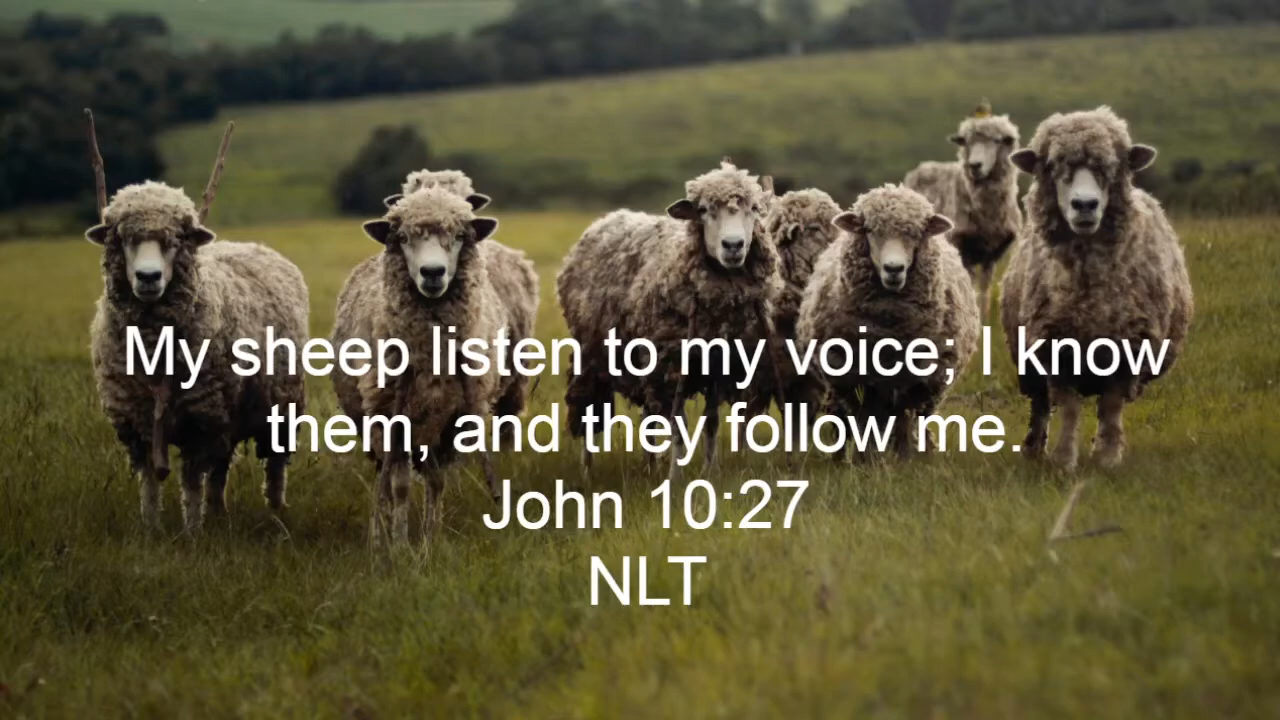 My sheep listen to my voice; I know
them, and they follow me.
John 10:27
NLT